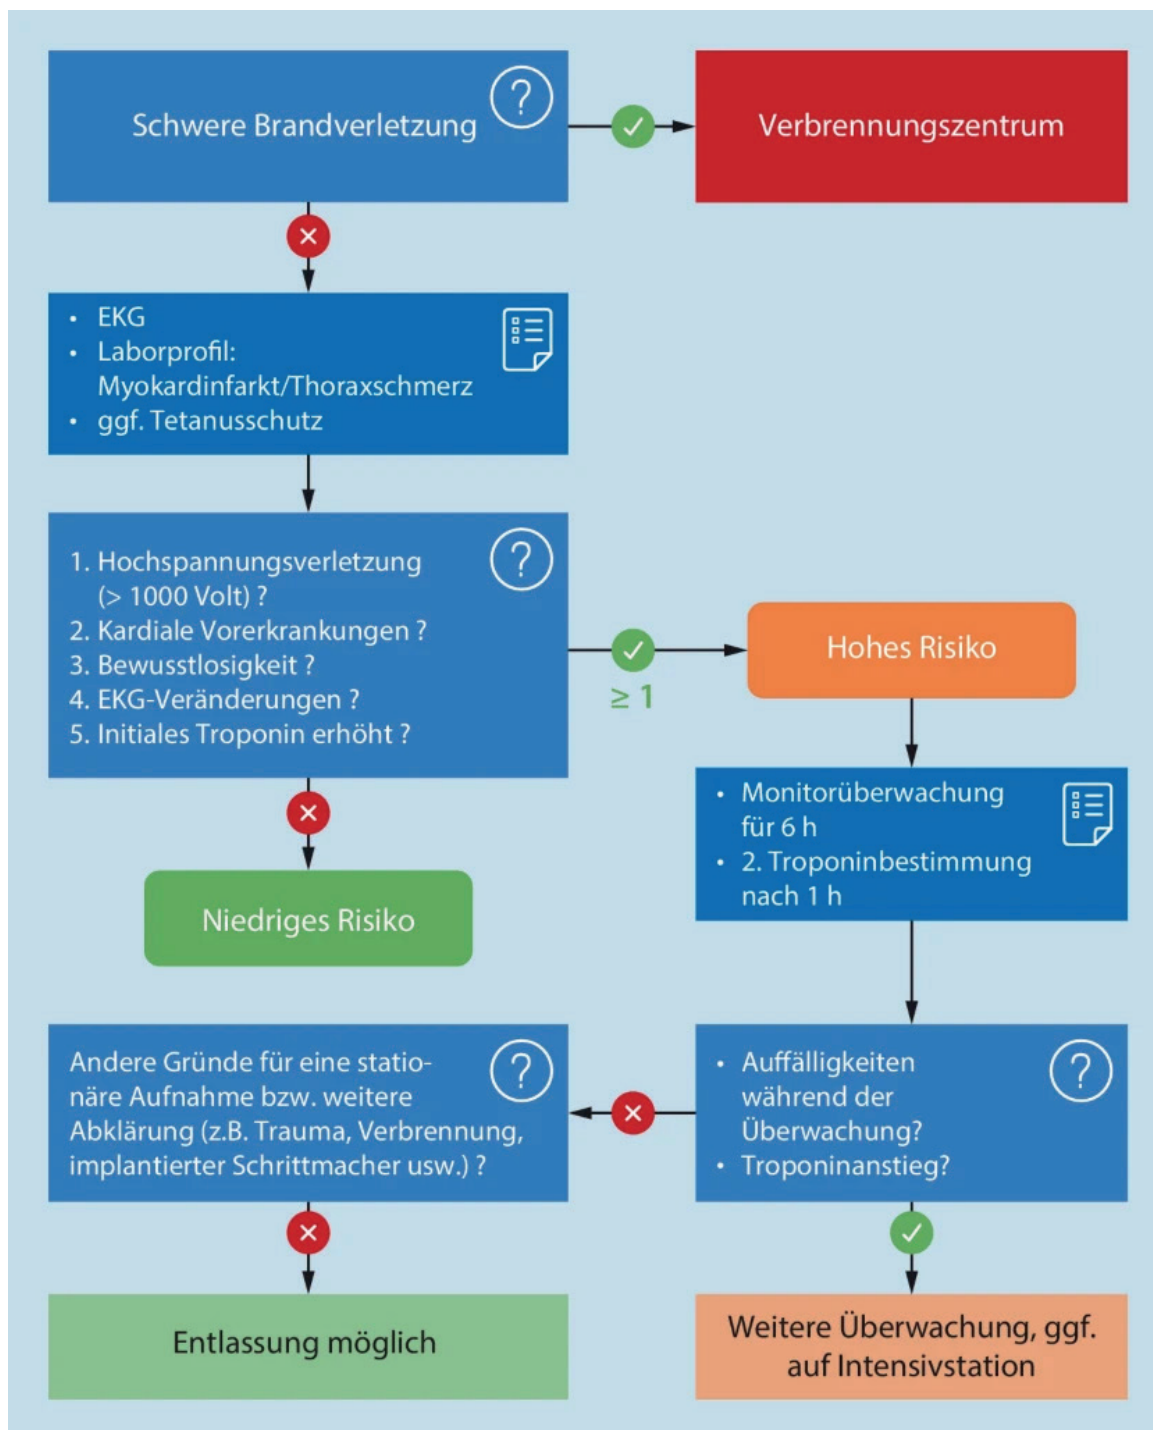 Schwere Brandverletzung
?
Verbrennungszentrum
• EKG
• Laborprofil:
Myokardinfarkt/Thoraxschmerz
• ggf. Tetanusschutz
?
1. Hochspannungsverletzung
(> 1000 Volt) ?
2. Kardiale Vorerkrankungen ?
3. Bewusstlosigkeit ?
4. EKG-Veränderungen ?
5. Initiales Troponin erhöht ?
≥ 1
Hohes Risiko
• Monitorüberwachung
für 6 h
• 2. Troponinbestimmung
nach 1 h
Niedriges Risiko
Andere Gründe für eine statio-
näre Aufnahme bzw. weitere
Abklärung (z.B. Trauma, Verbrennung,
implantierter Schrittmacher usw.) ?
?
• Auffälligkeiten
während der
Überwachung?
• Troponinanstieg?
?
Entlassung möglich
Weitere Überwachung, ggf.
auf Intensivstation